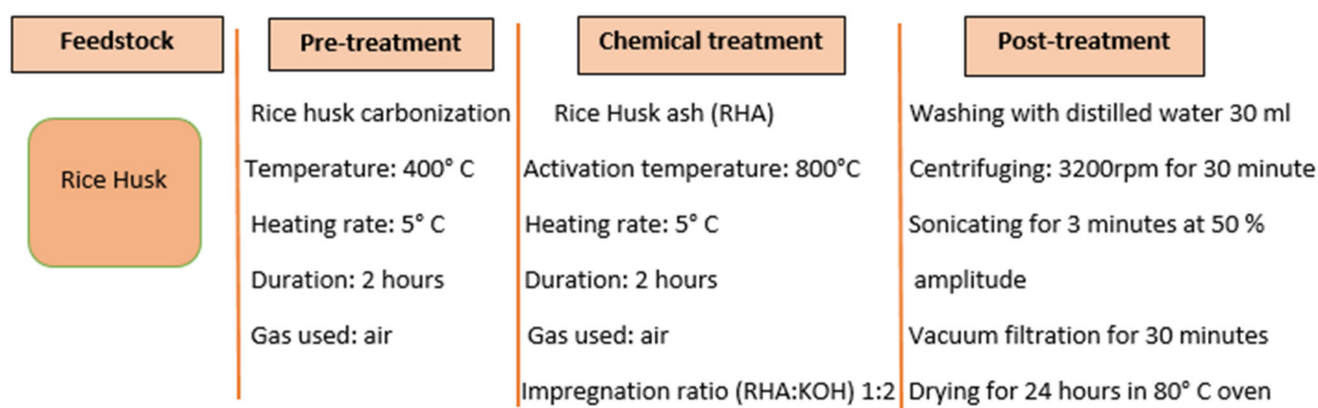 Feedstock
Rice Husk
Pre-treatment
Rice husk carbonization
Temperature: 400° C
Heating rate: 5° C
Duration: 2 hours
Gas used: air
Chemical treatment
Rice Husk ash (RHA)
Activation temperature: 800°C
Heating rate: 5° C
Duration: 2 hours
Gas used: air
Impregnation ratio (RHA:KOH) 1:2
Post-treatment
Washing with distilled water 30 ml
Centrifuging: 3200rpm for 30 minute
Sonicating for 3 minutes at 50 %
amplitude
Vacuum filtration for 30 minutes
Drying for 24 hours in 80° C oven